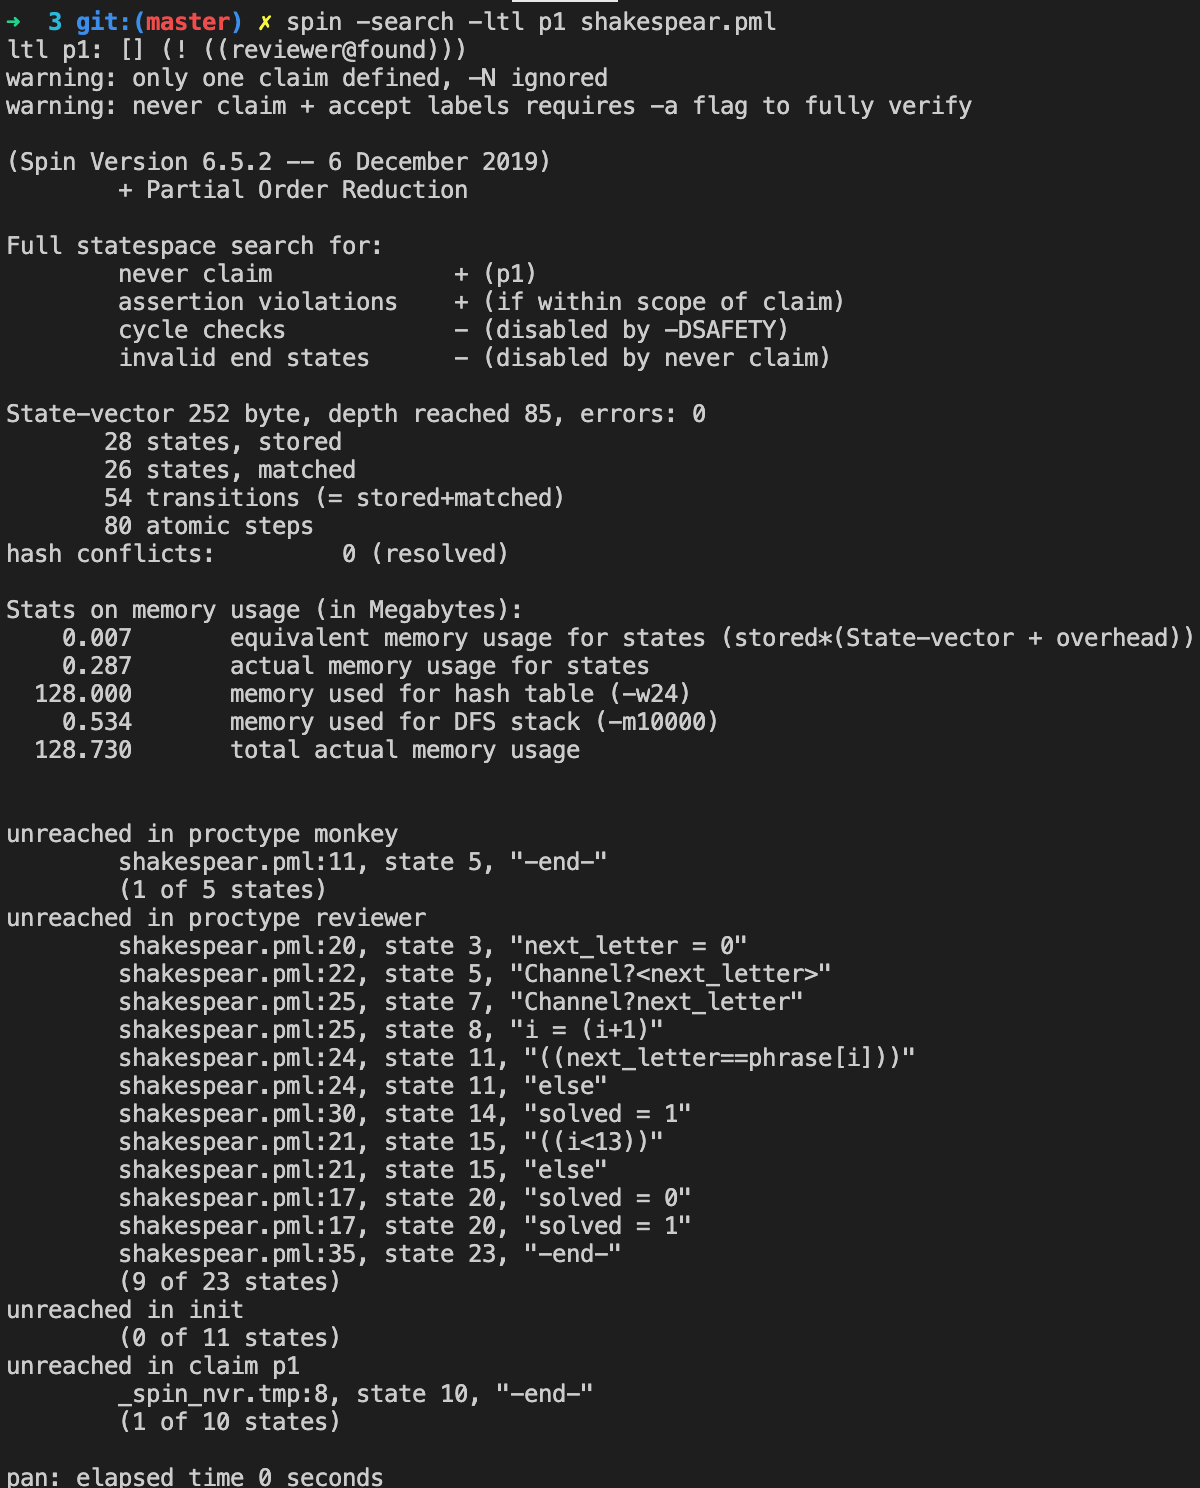 ➜  3 git:(master) ✗ spin -search -ltl p1 shakespear.pml
ltl p1: [] (! ((reviewer@found)))
warning: only one claim defined, -N ignored
warning: never claim + accept labels requires -a flag to fully verify

(Spin Version 6.5.2 -- 6 December 2019)
        + Partial Order Reduction

Full statespace search for:
        never claim             + (p1)
        assertion violations    + (if within scope of claim)
        cycle checks            - (disabled by -DSAFETY)
        invalid end states      - (disabled by never claim)

State-vector 252 byte, depth reached 85, errors: 0
       28 states, stored
       26 states, matched
       54 transitions (= stored+matched)
       80 atomic steps
hash conflicts:         0 (resolved)

Stats on memory usage (in Megabytes):
    0.007       equivalent memory usage for states (stored*(State-vector + overhead))
    0.287       actual memory usage for states
  128.000       memory used for hash table (-w24)
    0.534       memory used for DFS stack (-m10000)
  128.730       total actual memory usage

unreached in proctype monkey
        shakespear.pml:11, state 5, "-end-"
        (1 of 5 states)
unreached in proctype reviewer
        shakespear.pml:20, state 3, "next_letter = 0"
        shakespear.pml:22, state 5, "Channel?<next_letter>"
        shakespear.pml:25, state 7, "Channel?next_letter"
        shakespear.pml:25, state 8, "i = (i+1)"
        shakespear.pml:24, state 11, "((next_letter==phrase[i]))"
        shakespear.pml:24, state 11, "else"
        shakespear.pml:30, state 14, "solved = 1"
        shakespear.pml:21, state 15, "((i<13))"
        shakespear.pml:21, state 15, "else"
        shakespear.pml:17, state 20, "solved = 0"
        shakespear.pml:17, state 20, "solved = 1"
        shakespear.pml:35, state 23, "-end-"
        (9 of 23 states)
unreached in init
        (0 of 11 states)
unreached in claim p1
        _spin_nvr.tmp:8, state 10, "-end-"
        (1 of 10 states)

pan: elapsed time 0 seconds